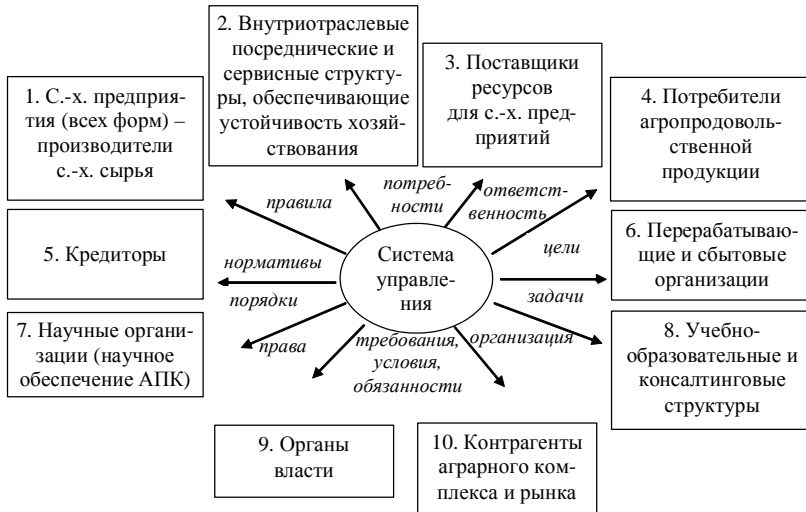 2. Внутриотраслевые
посреднические и
сервисные структу-
ры, обеспечивающие
устойчивость хозяй-
ствования
3. Поставщики
ресурсов
для с.-х. пред-
приятий
1. С.-х. предприя-
тия (всех форм) –
производители
с.-х. сырья
4. Потребители
агропродоволь-
ственной
продукции
правила
потреб-
ности
ответст-
венность
5. Кредиторы
нормативы
порядки
Система
управле-
ния
цели
задачи
6. Перерабатываю-
щие и сбытовые
организации
7. Научные органи-
зации (научное
обеспечение АПК)
права
требования,
условия,
обязанности
организация
8. Учебно-
образовательные и
консалтинговые
структуры
9. Органы
власти
10. Контрагенты
аграрного ком-
плекса и рынка